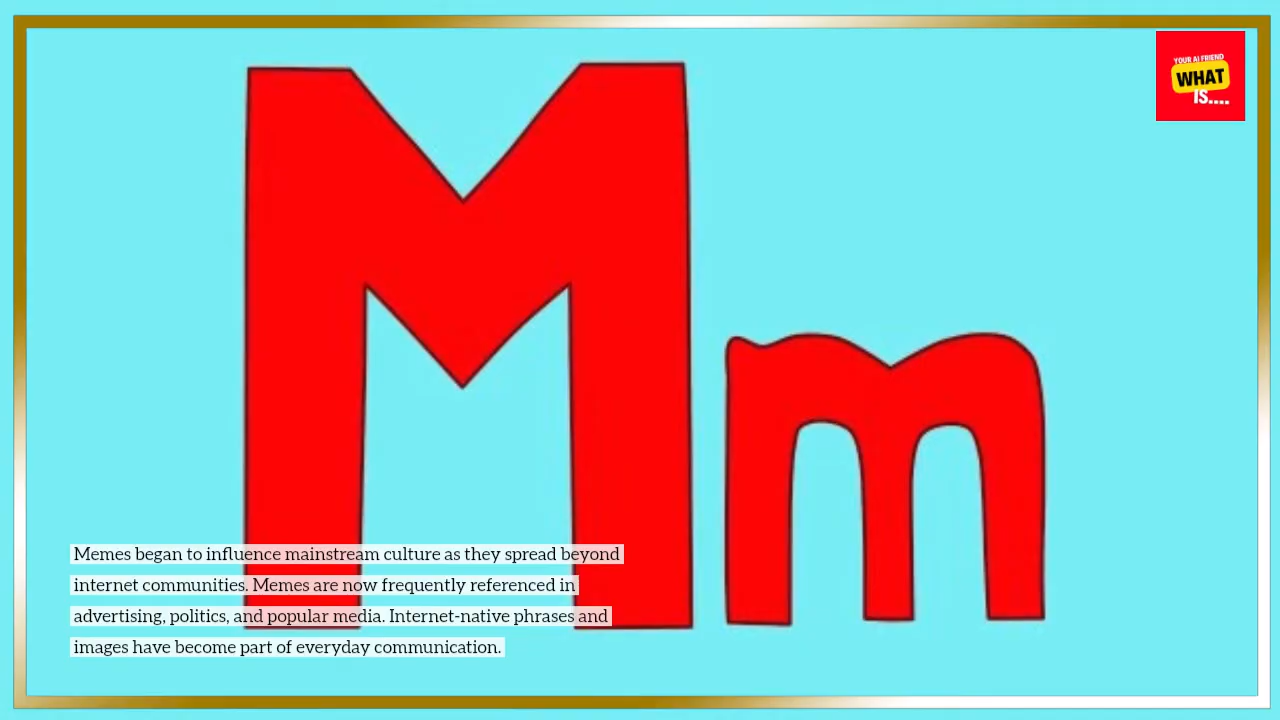 Mm
YOUR AI FRIEND
WHAT
IS....
Memes began to influence mainstream culture as they spread beyond
internet communities. Memes are now frequently referenced in
advertising, politics, and popular media. Internet-native phrases and
images have become part of everyday communication.